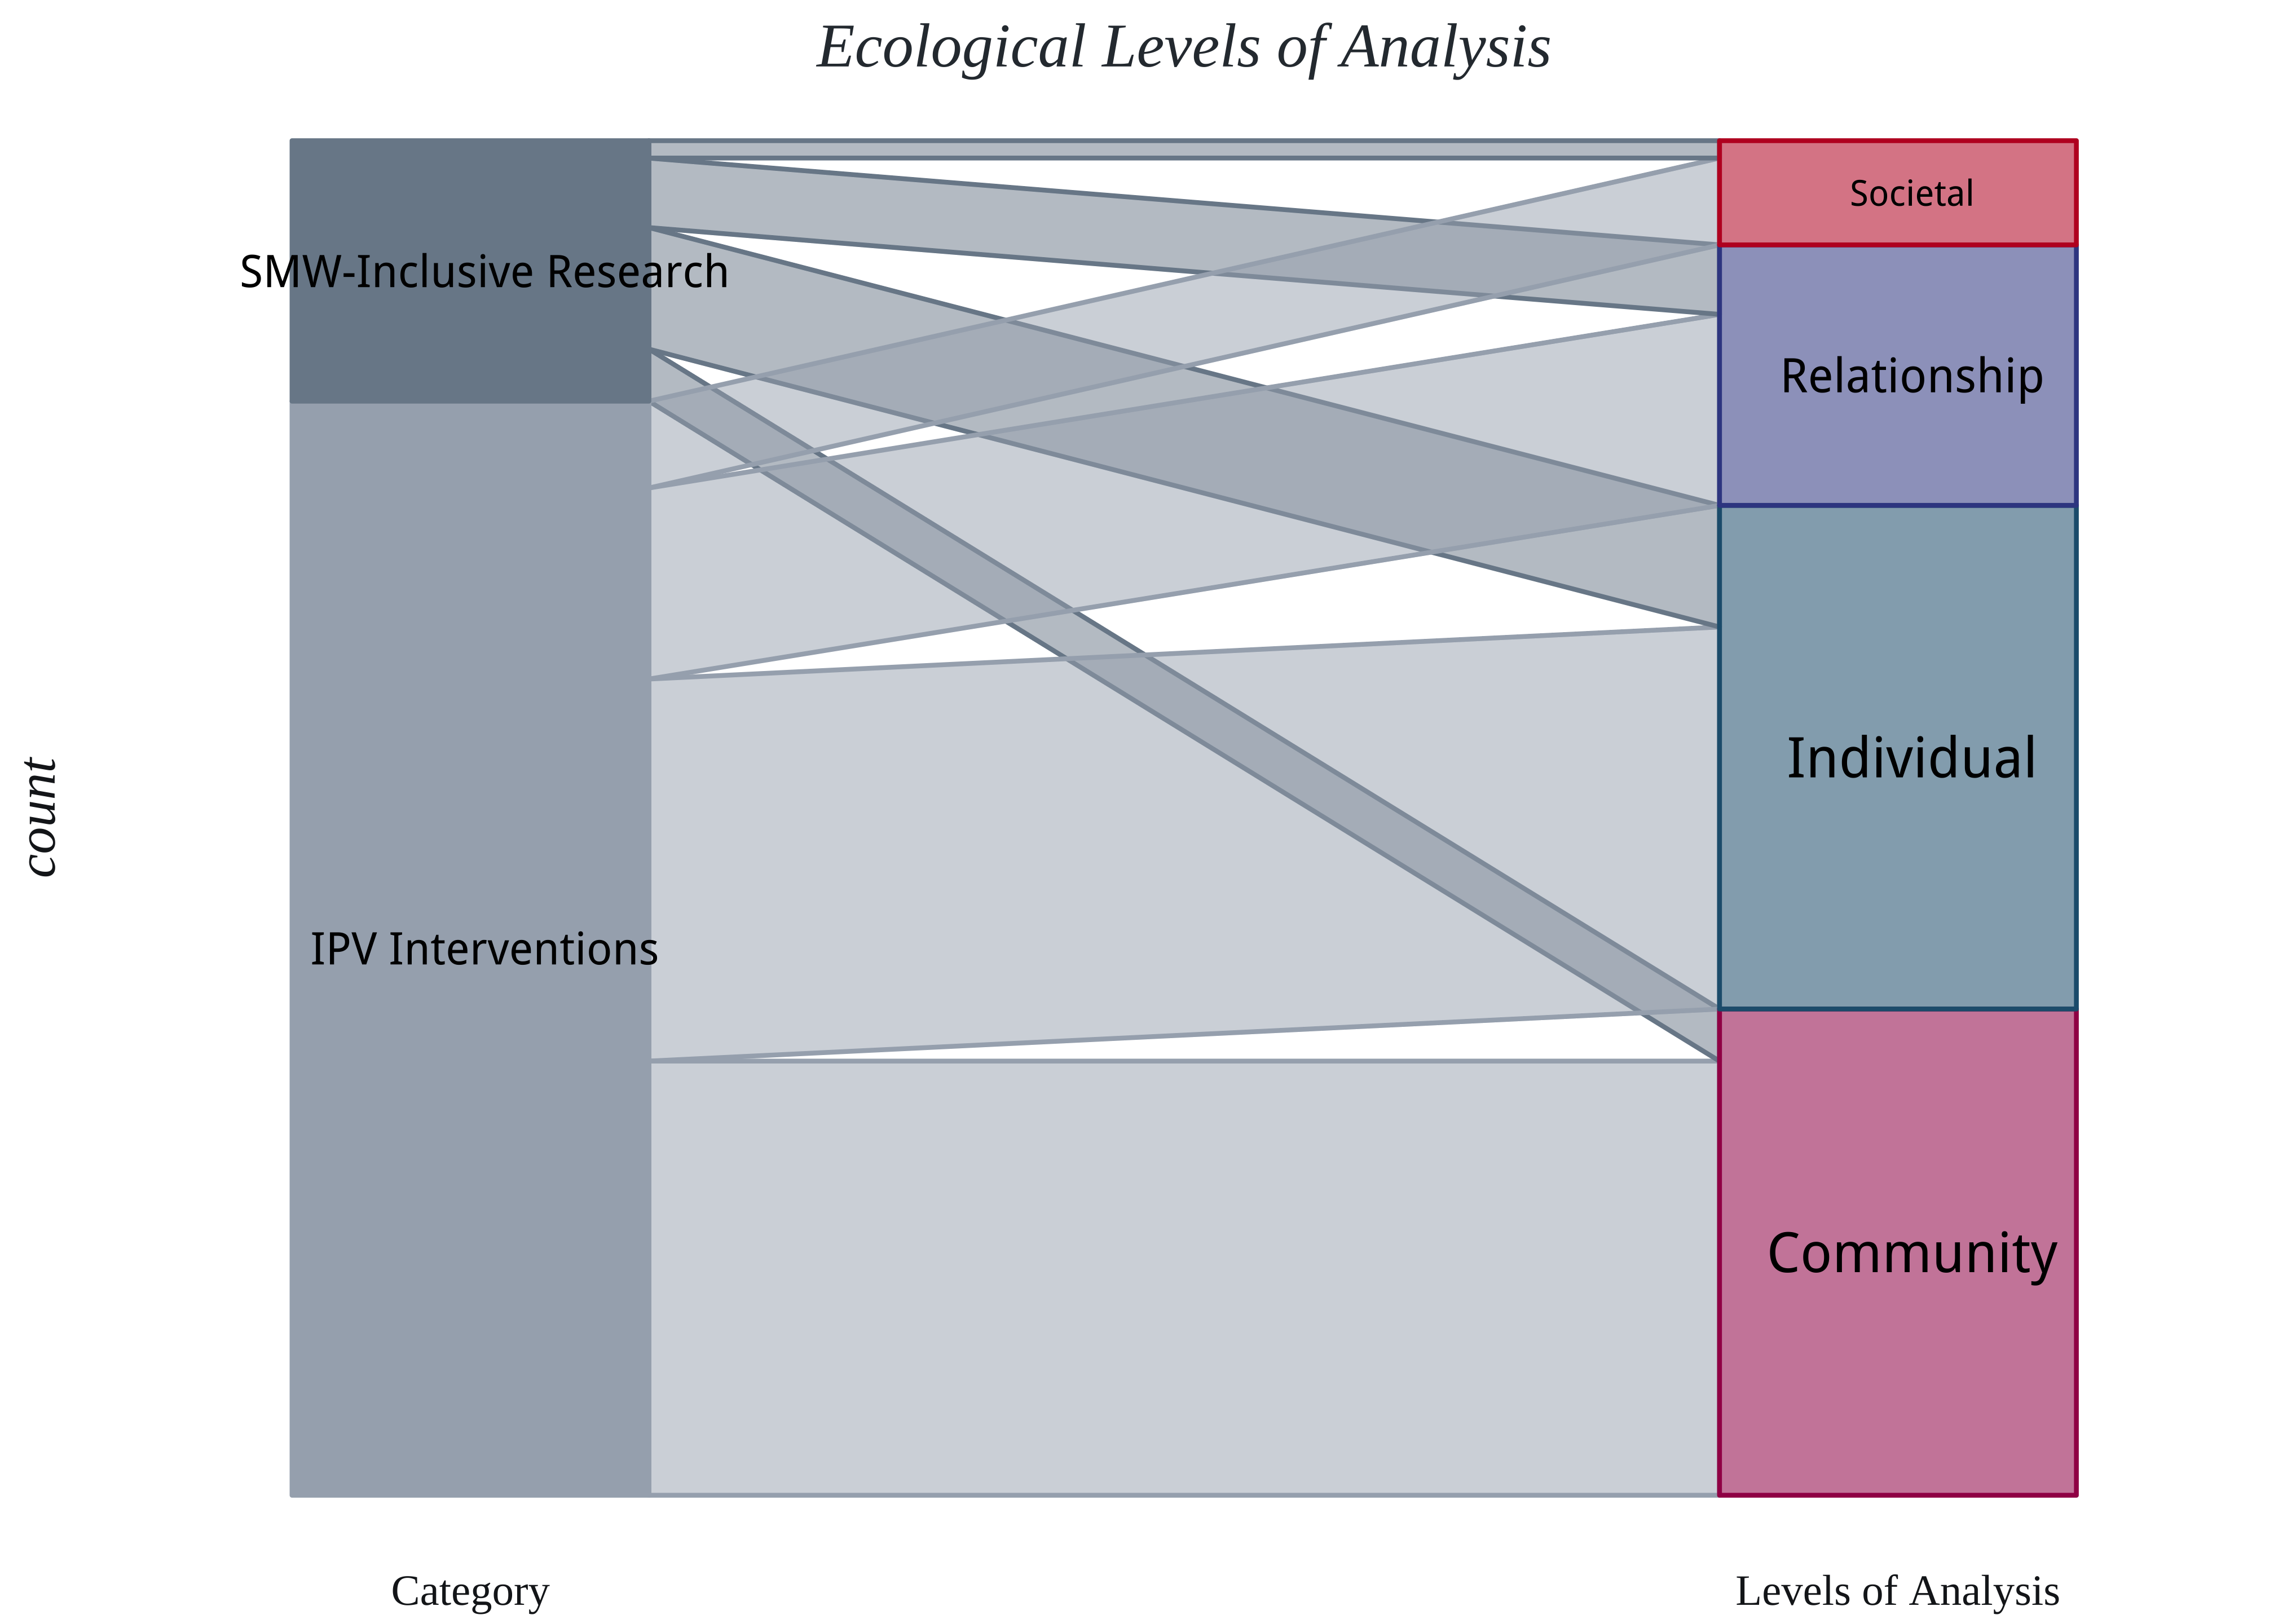 Ecological Levels of Analysis
Societal
SMW-Inclusive Research
Relationship
Individual
count
IPV Interventions
Community
Category
Levels of Analysis